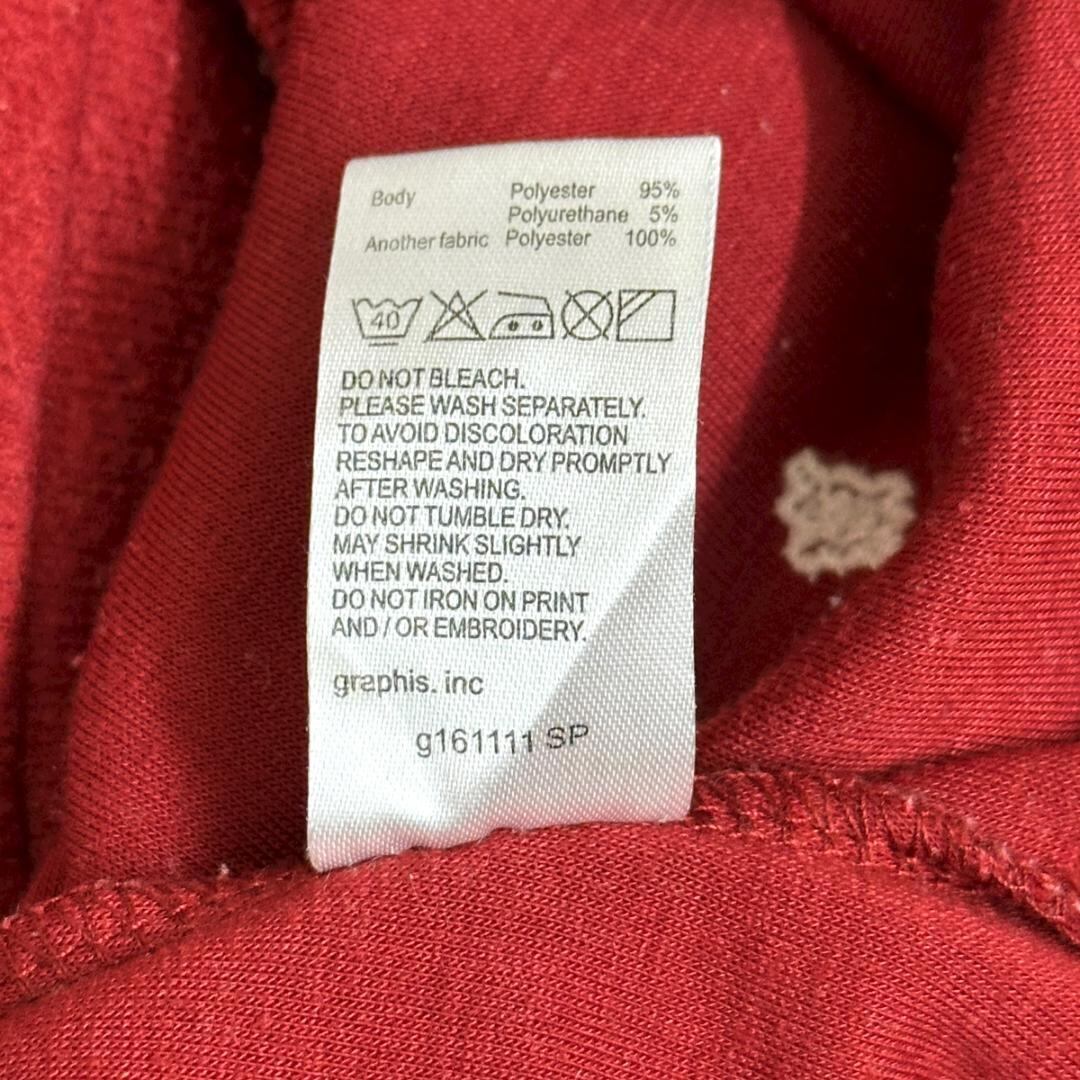 Body Polyester 95%
Polyurethane 5%
Another fabric Polyester 100%
40
DO NOT BLEACH.
PLEASE WASH SEPARATELY.
TO AVOID DISCOLORATION
RESHAPE AND DRY PROMPTLY
AFTER WASHING.
DO NOT TUMBLE DRY.
MAY SHRINK SLIGHTLY
WHEN WASHED.
DO NOT IRON ON PRINT
AND / OR EMBROIDERY.
graphis. inc
g161111 SP